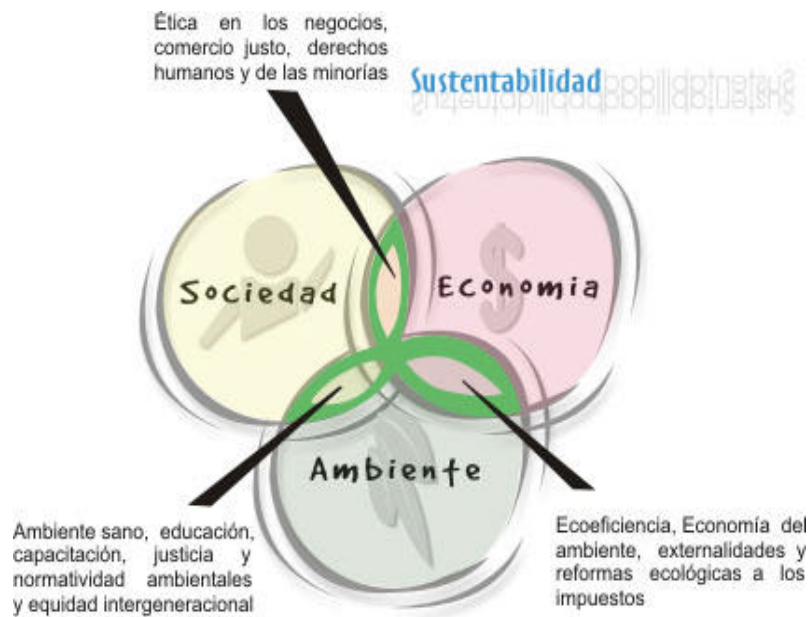 Ética en los negocios,
comercio justo, derechos
humanos y de las minorías
Sustentabilidad
Sociedad
Economia
Ambiente
Ambiente sano, educación,
capacitación, justicia y
normatividad ambientales
y equidad intergeneracional
Ecoeficiencia, Economía del
ambiente, externalidades y
reformas ecológicas a los
impuestos